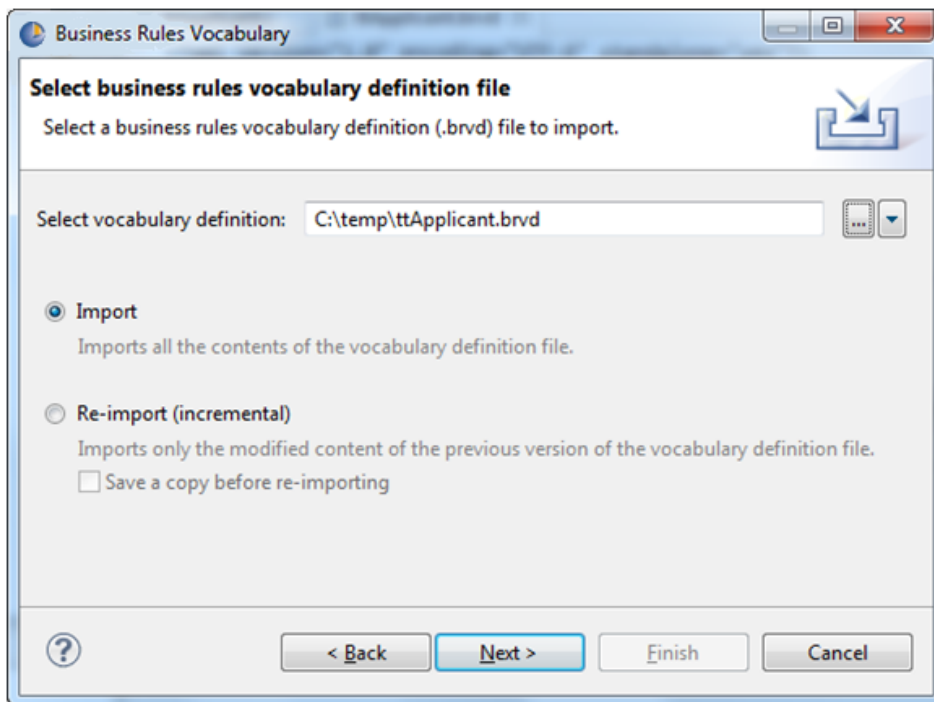 Business Rules Vocabulary
Select business rules vocabulary definition file
Select a business rules vocabulary definition (.brvd) file to import.
Select vocabulary definition: C:\temp\ttApplicant.brvd ...
Import
Imports all the contents of the vocabulary definition file.
Re-import (incremental)
Imports only the modified content of the previous version of the vocabulary definition file.
Save a copy before re-importing
? < Back Next > Finish Cancel